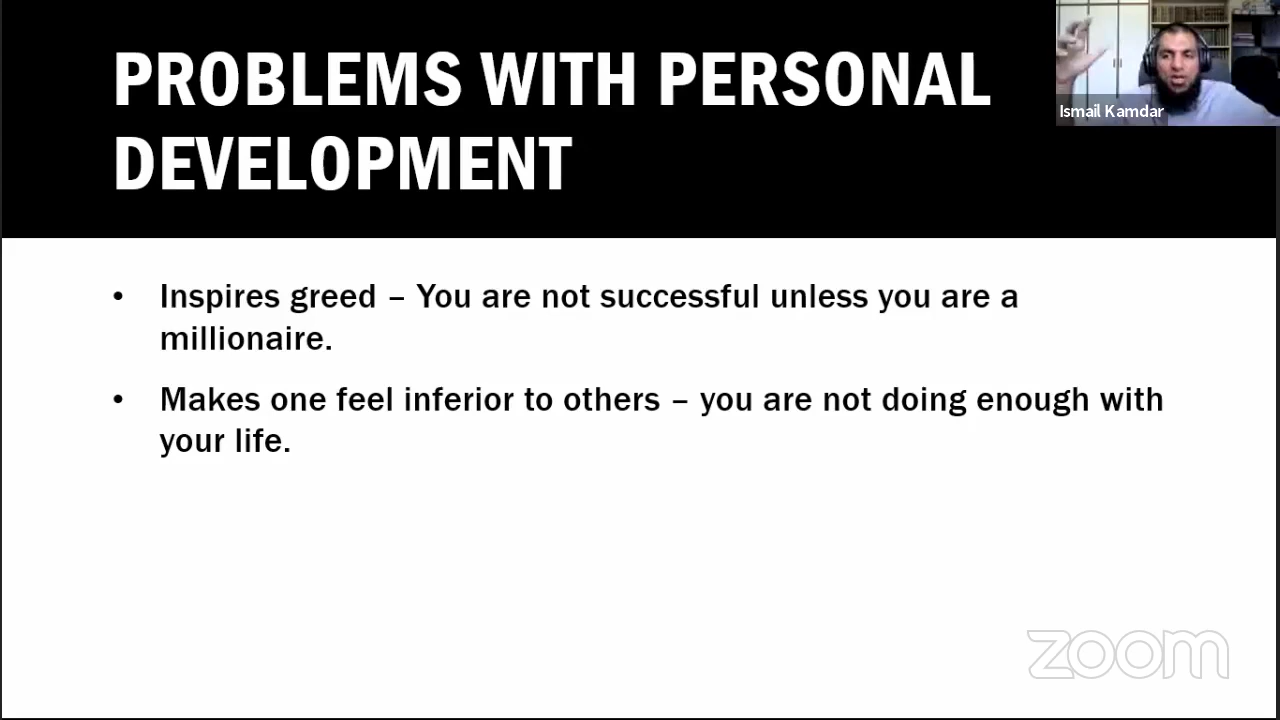 PROBLEMS WITH PERSONAL
DEVELOPMENT
Ismail Kamdar
• Inspires greed – You are not successful unless you are a
millionaire.
• Makes one feel inferior to others – you are not doing enough with
your life.
zoom